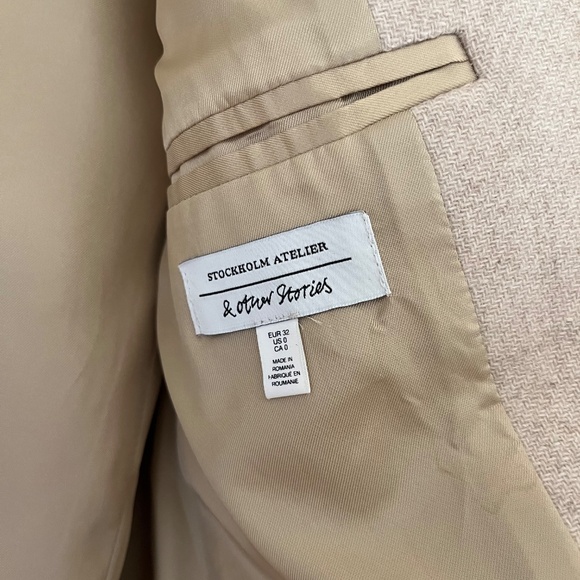 STOCKHOLM ATELIER
& other Stories
EUR 32
US 0
CA 0
MADE IN
ROMANIA
FABRIQUÉ EN
ROUMANIE